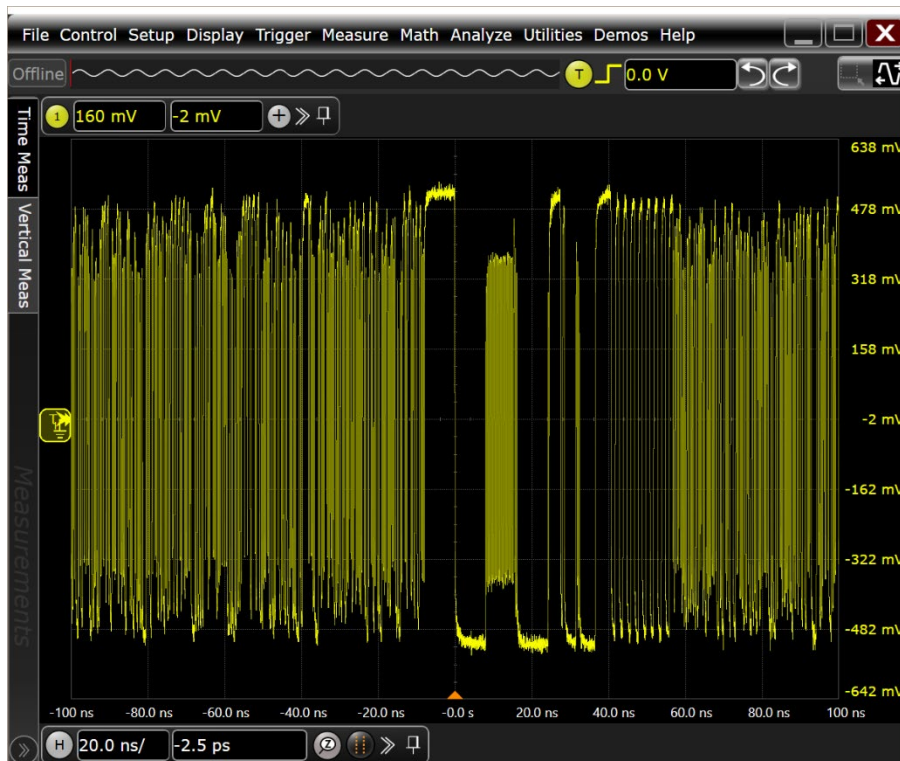 File Control Setup Display Trigger Measure Math Analyze Utilities Demos Help
Offline T 0.0 V
1 160 mV -2 mV
Time Meas
Vertical Meas
Measurements
638 mV
478 mV
318 mV
158 mV
-2 mV
-162 mV
-322 mV
-482 mV
-642 mV
-100 ns -80.0 ns -60.0 ns -40.0 ns -20.0 ns -0.0 s 20.0 ns 40.0 ns 60.0 ns 80.0 ns 100 ns
H 20.0 ns/ -2.5 ps